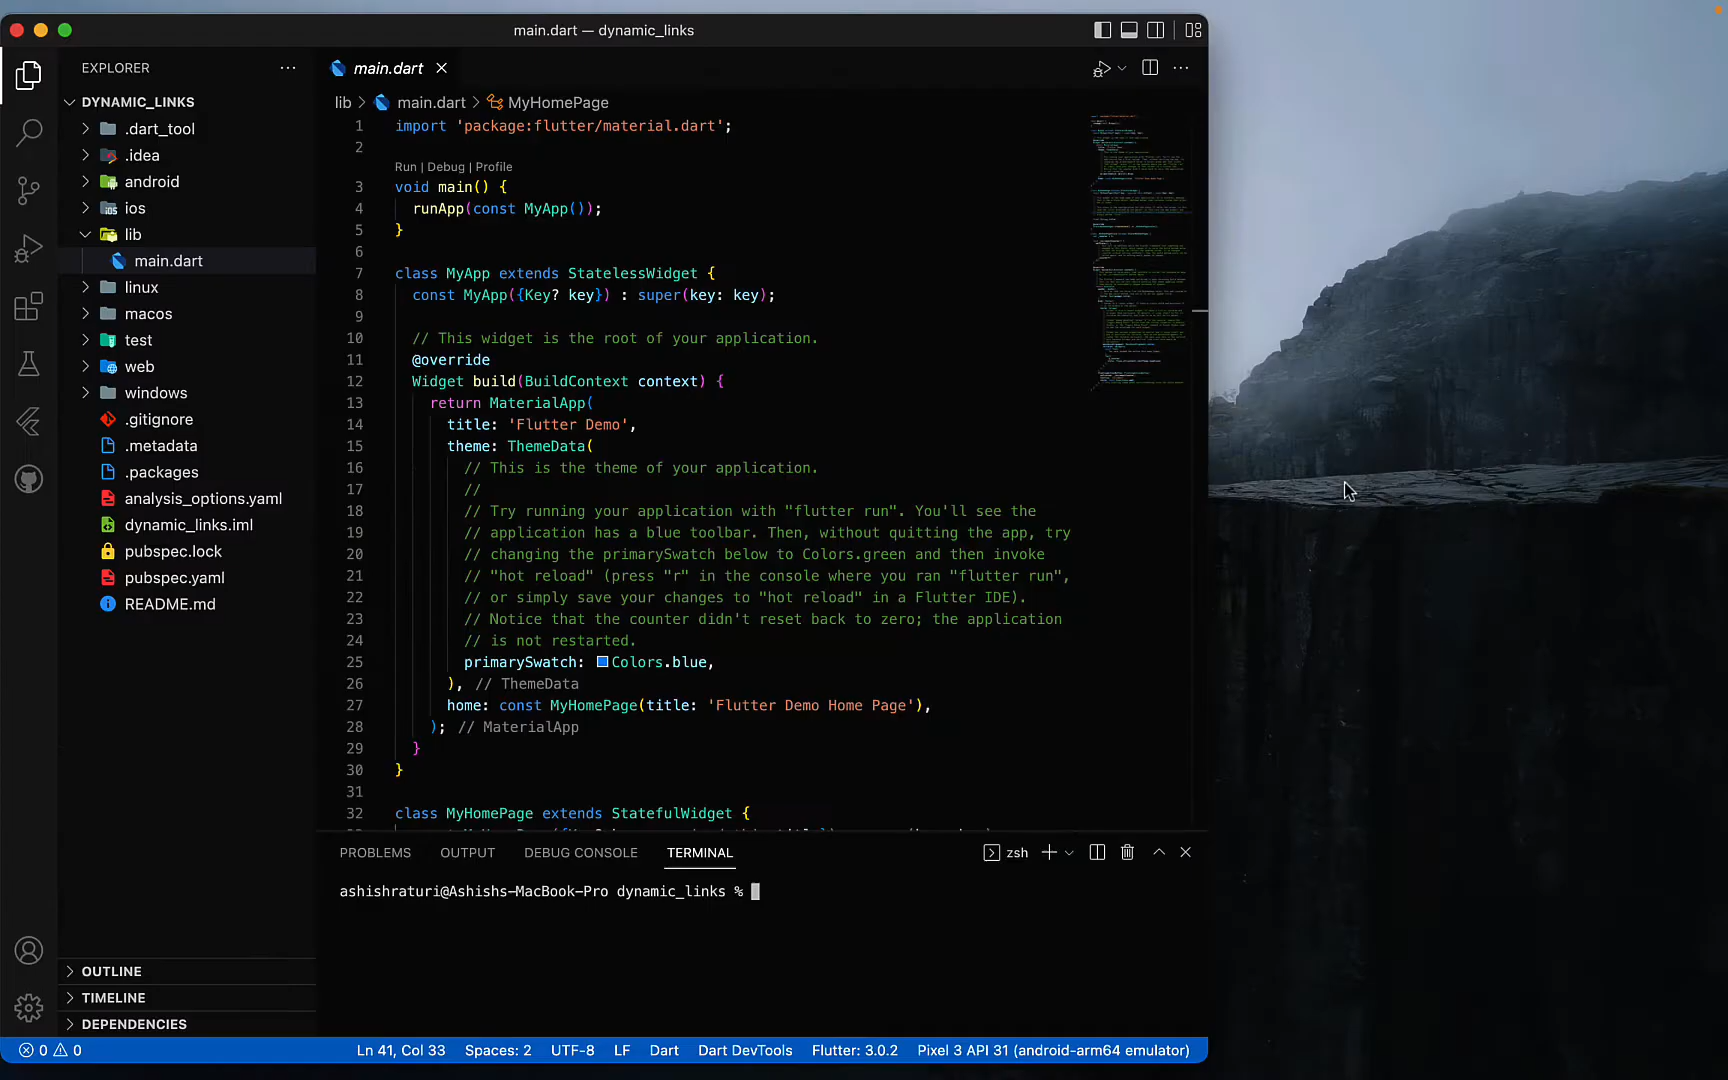 main.dart — dynamic_links
EXPLORER
DYNAMIC_LINKS
.dart_tool
.idea
android
ios
lib
main.dart
linux
macos
test
web
windows
.gitignore
.metadata
.packages
analysis_options.yaml
dynamic_links.iml
pubspec.lock
pubspec.yaml
README.md
OUTLINE
TIMELINE
DEPENDENCIES
main.dart
lib > main.dart > MyHomePage
1 import 'package:flutter/material.dart';
2
Run | Debug | Profile
3 void main() {
4 runApp(const MyApp());
5 }
6
7 class MyApp extends StatelessWidget {
8 const MyApp({Key? key}) : super(key: key);
9
10 // This widget is the root of your application.
11 @override
12 Widget build(BuildContext context) {
13 return MaterialApp(
14 title: 'Flutter Demo',
15 theme: ThemeData(
16 // This is the theme of your application.
17 //
18 // Try running your application with "flutter run". You'll see the
19 // application has a blue toolbar. Then, without quitting the app, try
20 // changing the primarySwatch below to Colors.green and then invoke
21 // "hot reload" (press "r" in the console where you ran "flutter run",
22 // or simply save your changes to "hot reload" in a Flutter IDE).
23 // Notice that the counter didn't reset back to zero; the application
24 // is not restarted.
25 primarySwatch: Colors.blue,
26 ), // ThemeData
27 home: const MyHomePage(title: 'Flutter Demo Home Page'),
28 ); // MaterialApp
29 }
30 }
31
32 class MyHomePage extends StatefulWidget {
PROBLEMS OUTPUT DEBUG CONSOLE TERMINAL zsh
ashishraturi@Ashishs-MacBook-Pro dynamic_links %
0 0 Ln 41, Col 33 Spaces: 2 UTF-8 LF Dart Dart DevTools Flutter: 3.0.2 Pixel 3 API 31 (android-arm64 emulator)